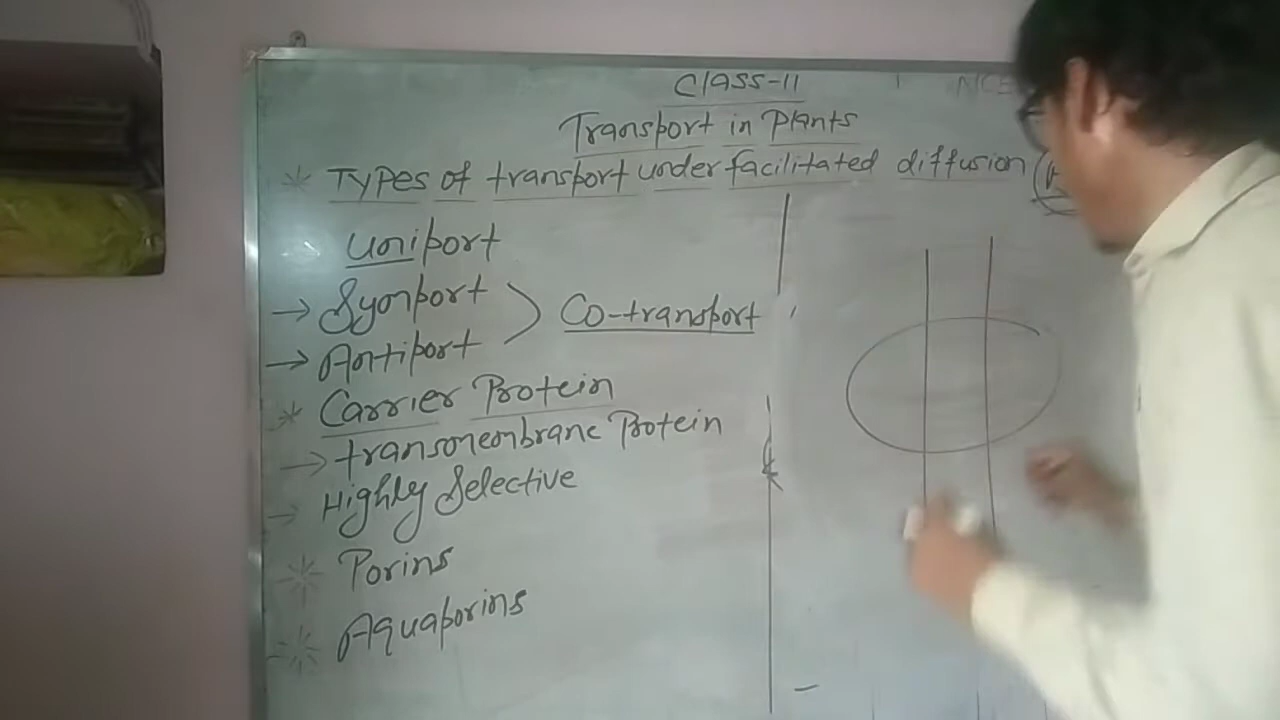 Class-11
Transport in Plants
* Types of transport under facilitated diffusion (
Uniport
→ Symport
→ Antiport
Co-transport
* Carrier Protein
→ transmembrane Protein
→ Highly Selective
* Porins
* Aquaporins